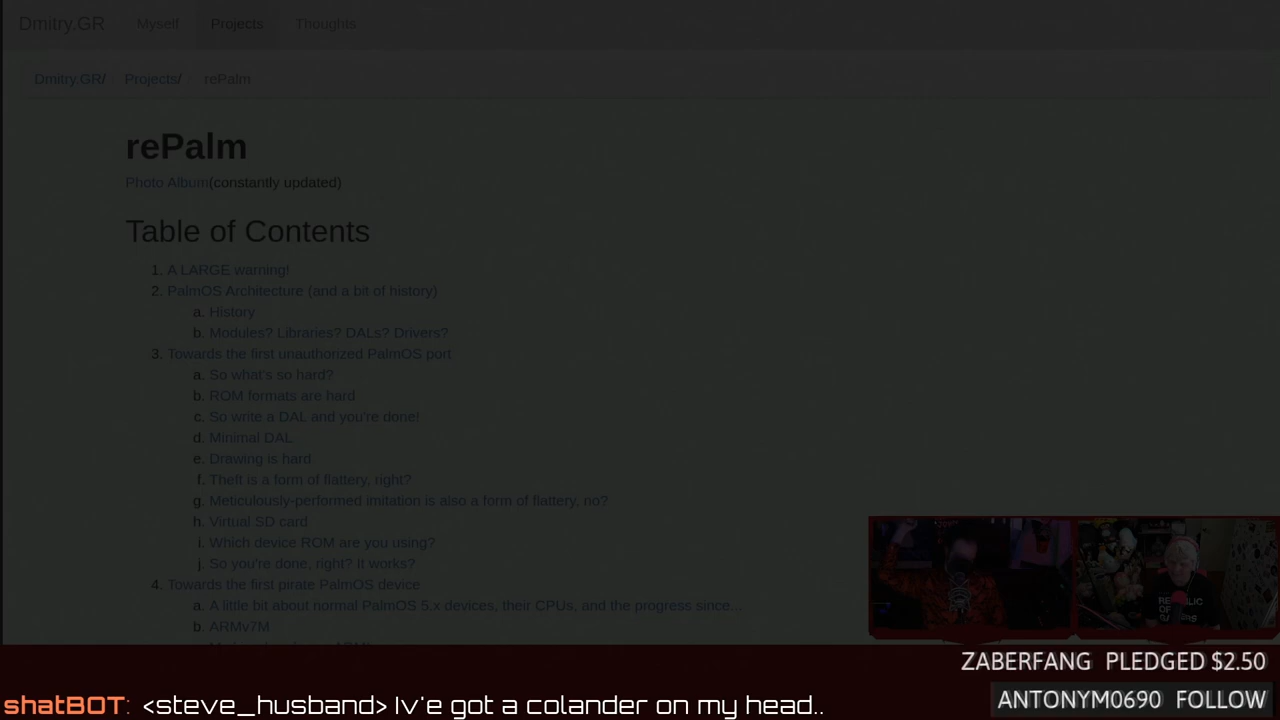 Dmitry.GR Myself Projects Thoughts
Dmitry.GR/ Projects/ rePalm
rePalm
Photo Album(constantly updated)
Table of Contents
1. A LARGE warning!
2. PalmOS Architecture (and a bit of history)
a. History
b. Modules? Libraries? DALs? Drivers?
3. Towards the first unauthorized PalmOS port
a. So what's so hard?
b. ROM formats are hard
c. So write a DAL and you're done!
d. Minimal DAL
e. Drawing is hard
f. Theft is a form of flattery, right?
g. Meticulously-performed imitation is also a form of flattery, no?
h. Virtual SD card
i. Which device ROM are you using?
j. So you're done, right? It works?
4. Towards the first pirate PalmOS device
a. A little bit about normal PalmOS 5.x devices, their CPUs, and the progress since...
b. ARMv7M
REPUBLIC
OF
GAMERS
ZABERFANG PLEDGED $2.50
shatBOT: <steve_husband> Iv'e got a colander on my head..
ANTONYM0690 FOLLOW